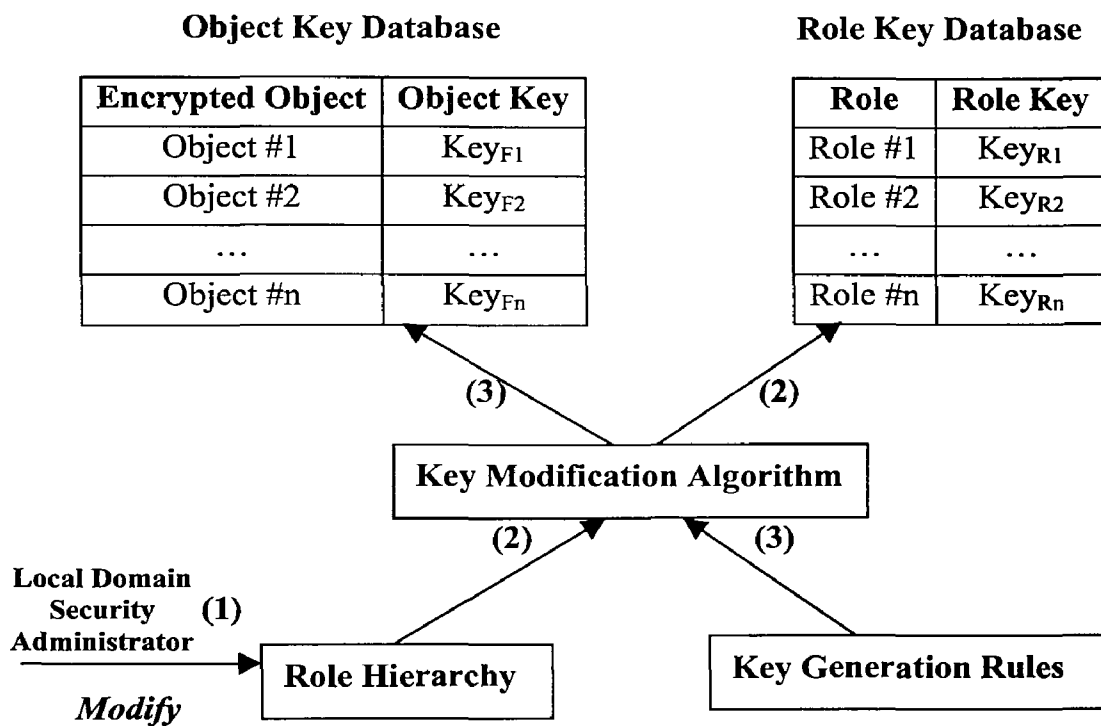 Object Key Database
Role Key Database
Encrypted Object Object Key
Object #1 KeyF1
Object #2 KeyF2
... ...
Object #n KeyFn
Role Role Key
Role #1 KeyR1
Role #2 KeyR2
... ...
Role #n KeyRn
(3)
(2)
Key Modification Algorithm
(2)
(3)
Local Domain
Security
Administrator
(1)
Modify
Role Hierarchy
Key Generation Rules